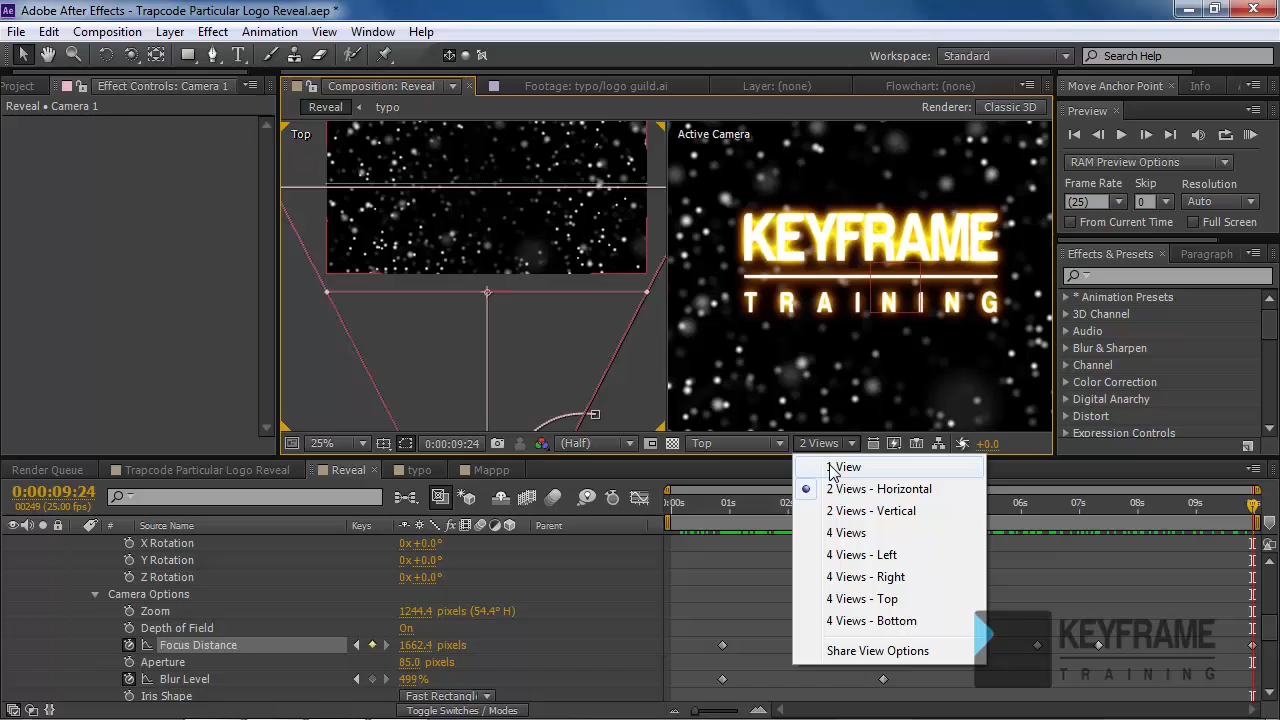 Adobe After Effects - Trapcode Particular Logo Reveal.aep *
File Edit Composition Layer Effect Animation View Window Help
Workspace: Standard Search Help
Project Effect Controls: Camera 1 Composition: Reveal Footage: typo/logo guild.ai Layer: (none) Flowchart: (none) Move Anchor Point Info
Reveal • Camera 1 Reveal typo Renderer: Classic 3D Preview
Top Active Camera
RAM Preview Options
Frame Rate Skip Resolution
(25) 0 Auto
From Current Time Full Screen
KEYFRAME
TRAINING
Effects & Presets Paragraph
* Animation Presets
3D Channel
Audio
Blur & Sharpen
Channel
Color Correction
Digital Anarchy
Distort
Expression Controls
25% 0:00:09:24 (Half) Top 2 Views +0.0
1 View
2 Views - Horizontal
2 Views - Vertical
4 Views
4 Views - Left
4 Views - Right
4 Views - Top
4 Views - Bottom
Share View Options
Render Queue Trapcode Particular Logo Reveal Reveal typo Mappp
0:00:09:24
00249 (25.00 fps)
:00s 01s 06s 07s 08s 09s 10s
Source Name Keys Parent
X Rotation 0x+0.0°
Y Rotation 0x+0.0°
Z Rotation 0x+0.0°
Camera Options
Zoom 1244.4 pixels (54.4° H)
Depth of Field On
Focus Distance 1662.4 pixels
Aperture 85.0 pixels
Blur Level 499%
Iris Shape Fast Rectangl
Toggle Switches / Modes
KEYFRAME
TRAINING